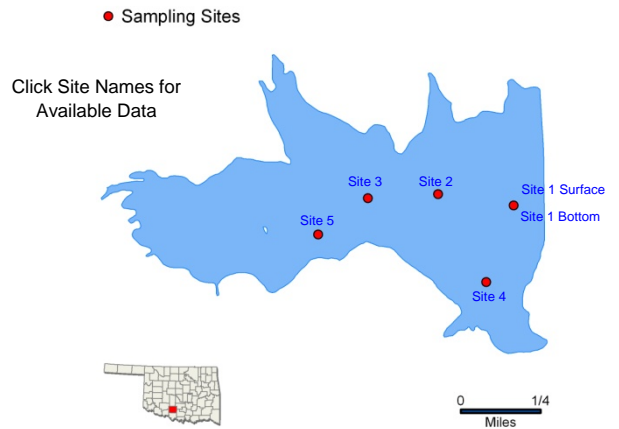 Sampling Sites
Click Site Names for
Available Data
Site 3
Site 2
Site 1 Surface
Site 1 Bottom
Site 5
Site 4
0 1/4
Miles